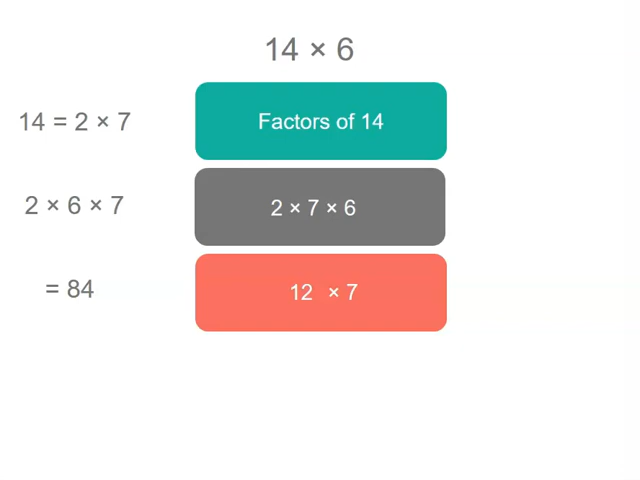 14 × 6
14 = 2 × 7
Factors of 14
2 × 6 × 7
2 × 7 × 6
= 84
12 × 7